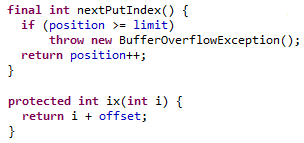 final int nextPutIndex() {
  if (position >= limit)
      throw new BufferOverflowException();
  return position++;
}

protected int ix(int i) {
  return i + offset;
}